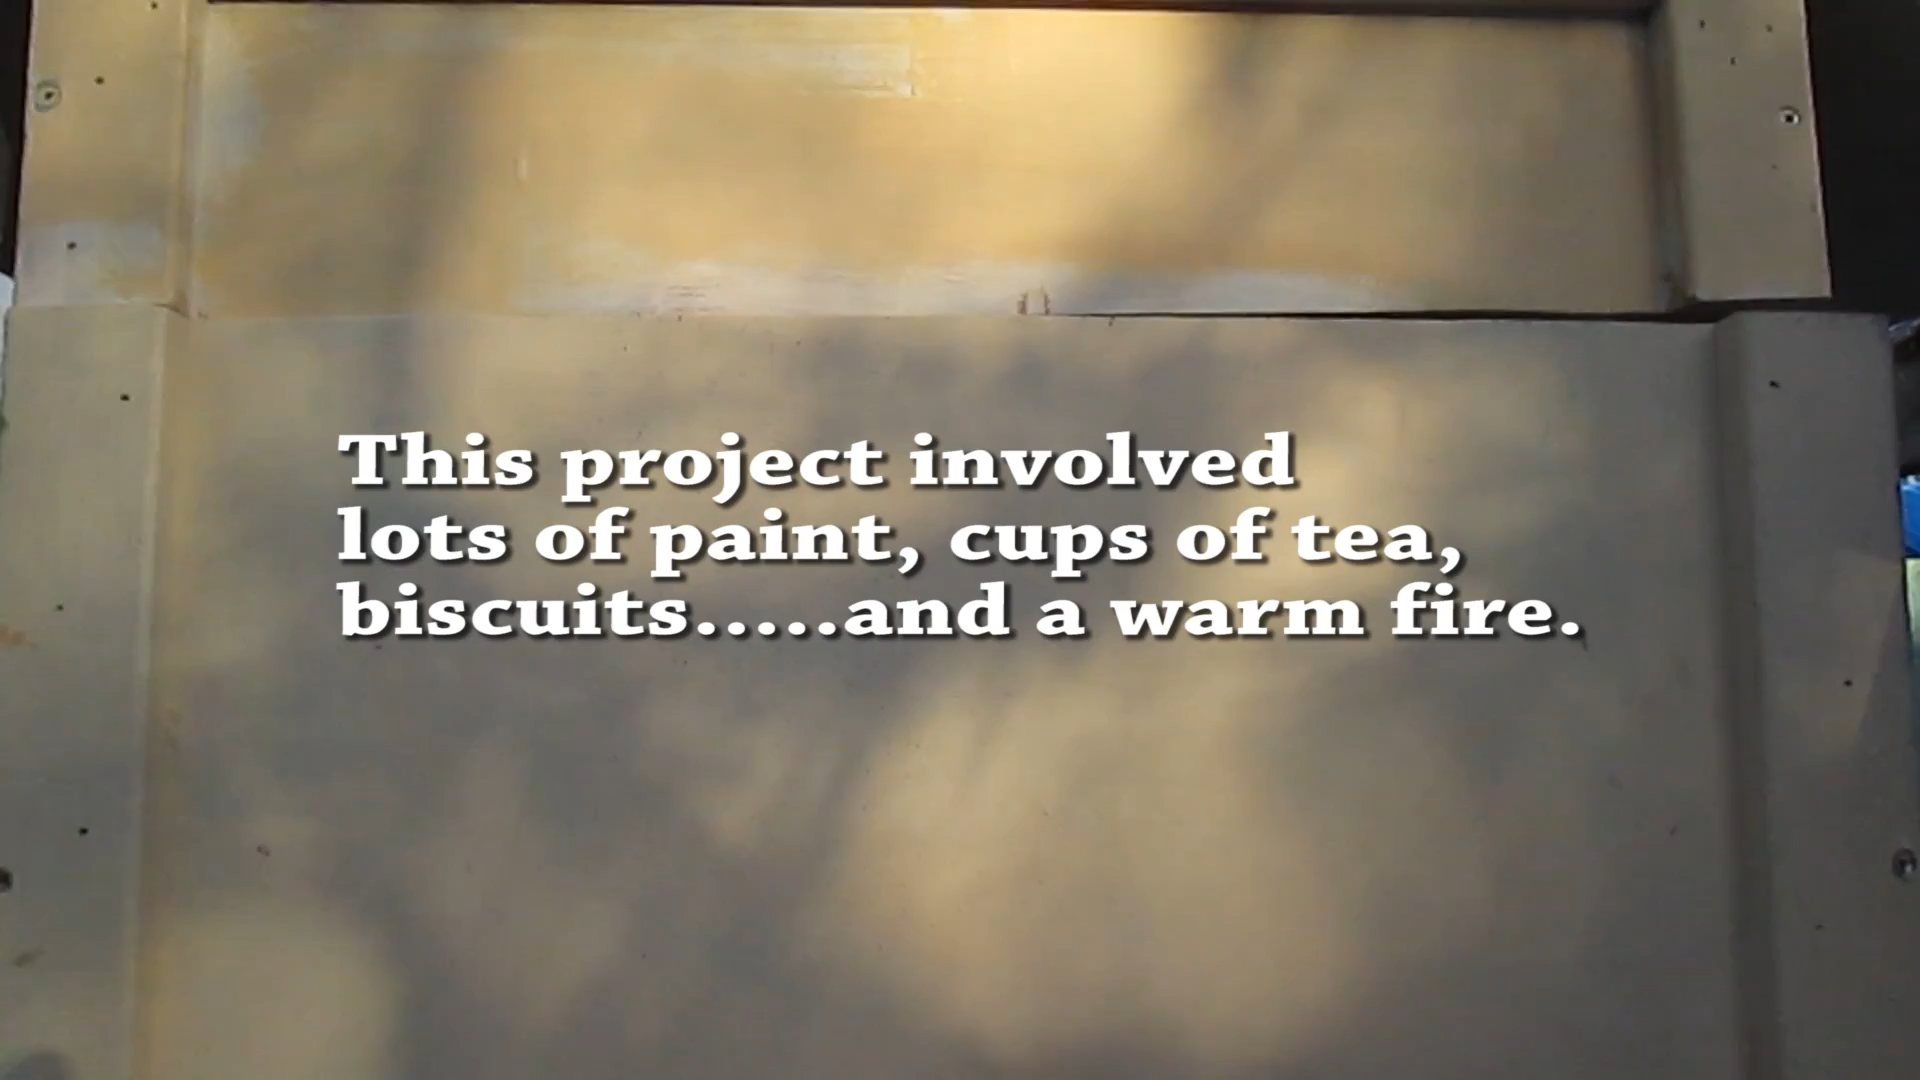 This project involved
lots of paint, cups of tea,
biscuits.....and a warm fire.